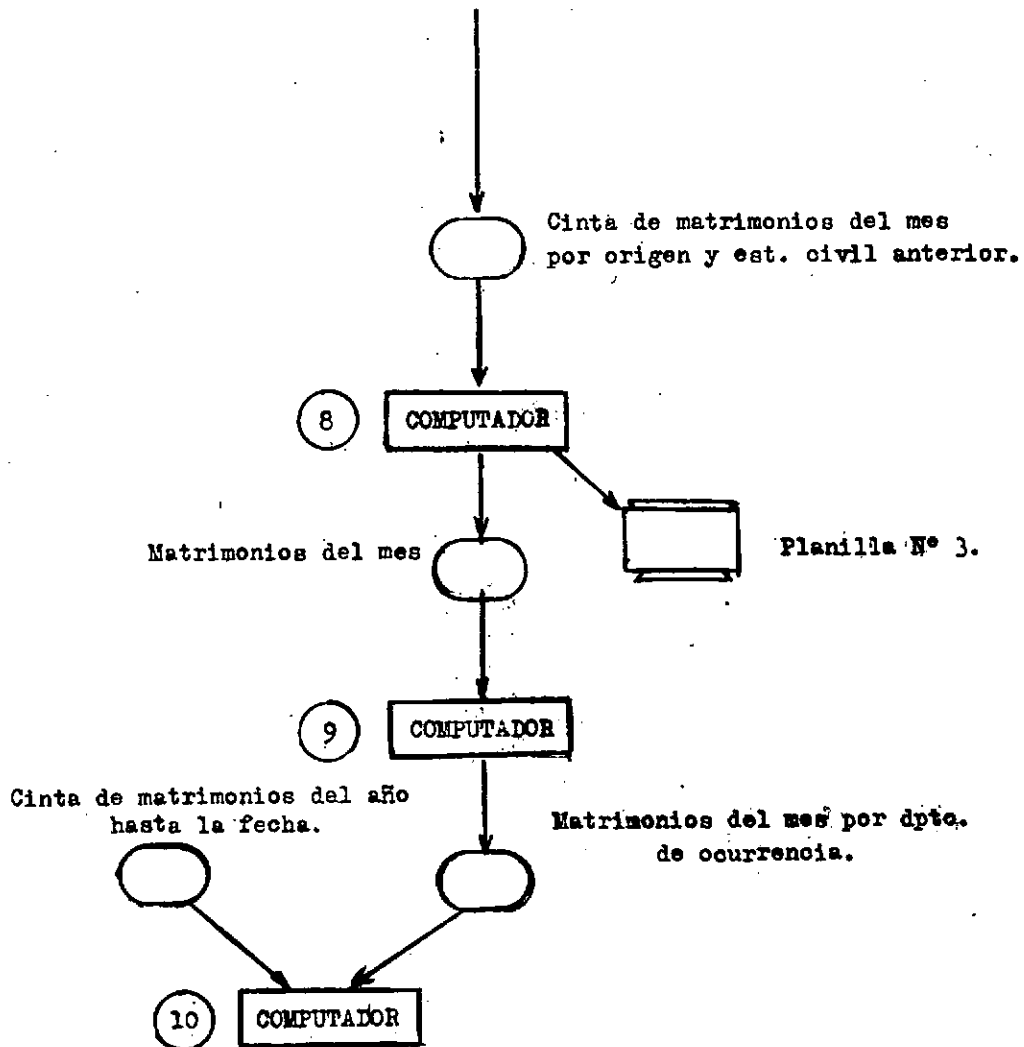 Cinta de matrimonios del mes
por origen y est. civil anterior.
8
COMPUTADOR
Matrimonios del mes
Planilla Nº 3.
9
COMPUTADOR
Cinta de matrimonios del año
hasta la fecha.
Matrimonios del mes por dpto.
de ocurrencia.
10
COMPUTADOR